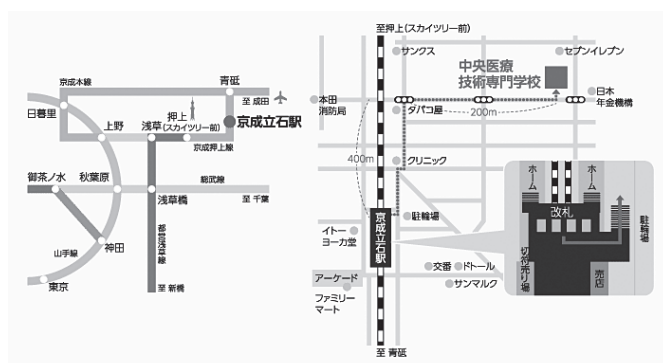 京成本線
青砥
至 成田
日暮里
上野
浅草
押上
(スカイツリー前)
京成立石駅
京成押上線
御茶ノ水
秋葉原
総武線
浅草橋
至 千葉
山手線
神田
都営浅草線
東京
至 新橋
至押上(スカイツリー前)
サンクス
セブンイレブン
中央医療
技術専門学校
本田
消防局
タバコ屋
200m
日本
年金機構
400m
クリニック
駐輪場
京成立石駅
イトー
ヨーカ堂
交番
ドトール
サンマルク
アーケード
ファミリー
マート
至 青砥
ホーム
ホーム
改札
切符売り場
売店
駐輪場